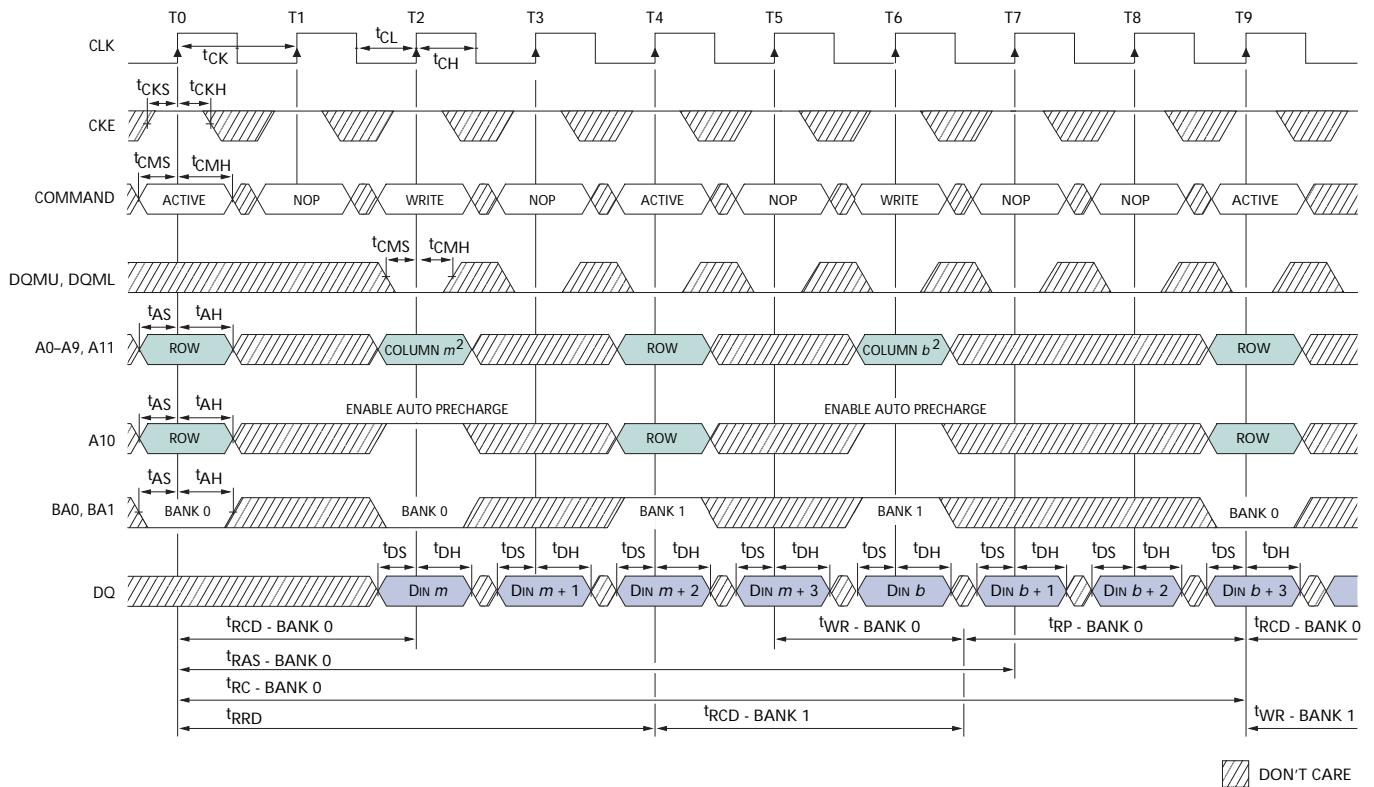 T0 T1 T2 T3 T4 T5 T6 T7 T8 T9
CLK
tCK tCL tCH
tCKS tCKH
CKE
tCMS tCMH
COMMAND ACTIVE NOP WRITE NOP ACTIVE NOP WRITE NOP NOP ACTIVE
tCMS tCMH
DQMU, DQML
tAS tAH
A0–A9, A11 ROW COLUMN m2 ROW COLUMN b2 ROW
tAS tAH
ENABLE AUTO PRECHARGE ENABLE AUTO PRECHARGE
A10 ROW ROW ROW
tAS tAH
BA0, BA1 BANK 0 BANK 0 BANK 1 BANK 1 BANK 0
tDS tDH tDS tDH tDS tDH tDS tDH tDS tDH tDS tDH tDS tDH tDS tDH
DQ DIN m DIN m + 1 DIN m + 2 DIN m + 3 DIN b DIN b + 1 DIN b + 2 DIN b + 3
tRCD - BANK 0 tWR - BANK 0 tRP - BANK 0 tRCD - BANK 0
tRAS - BANK 0
tRC - BANK 0
tRRD tRCD - BANK 1 tWR - BANK 1
DON'T CARE